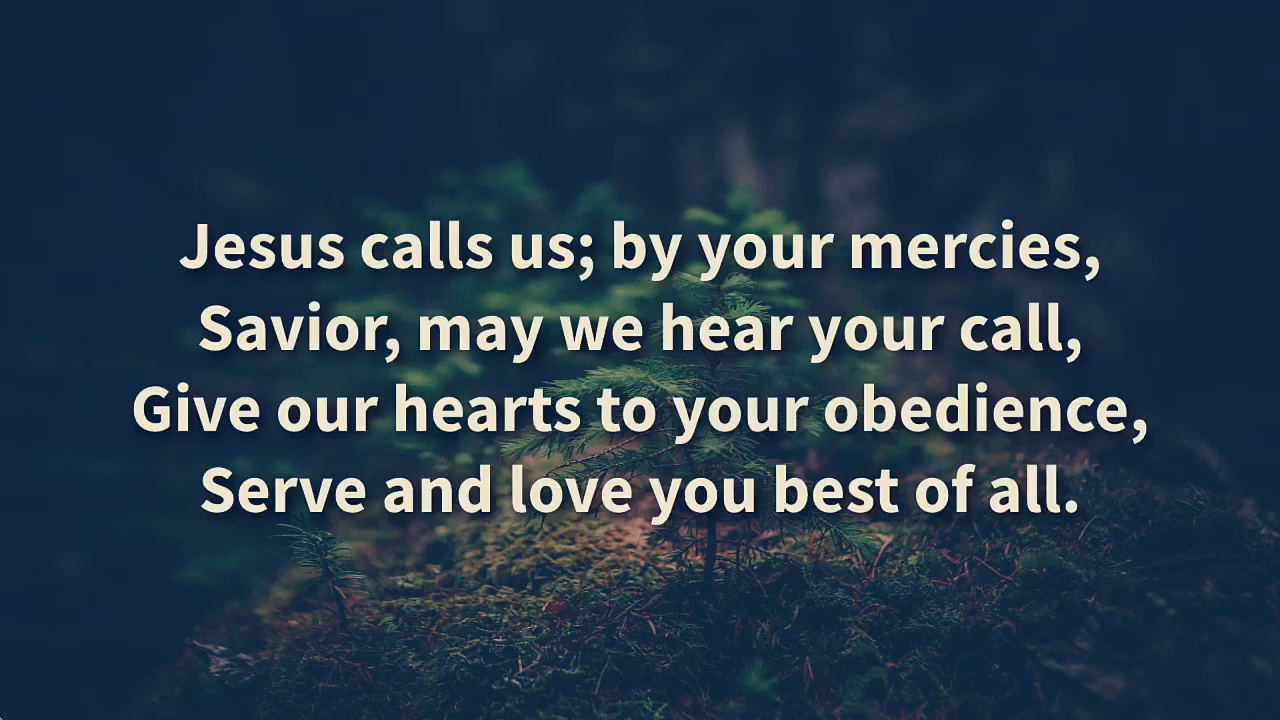 Jesus calls us; by your mercies,
Savior, may we hear your call,
Give our hearts to your obedience,
Serve and love you best of all.